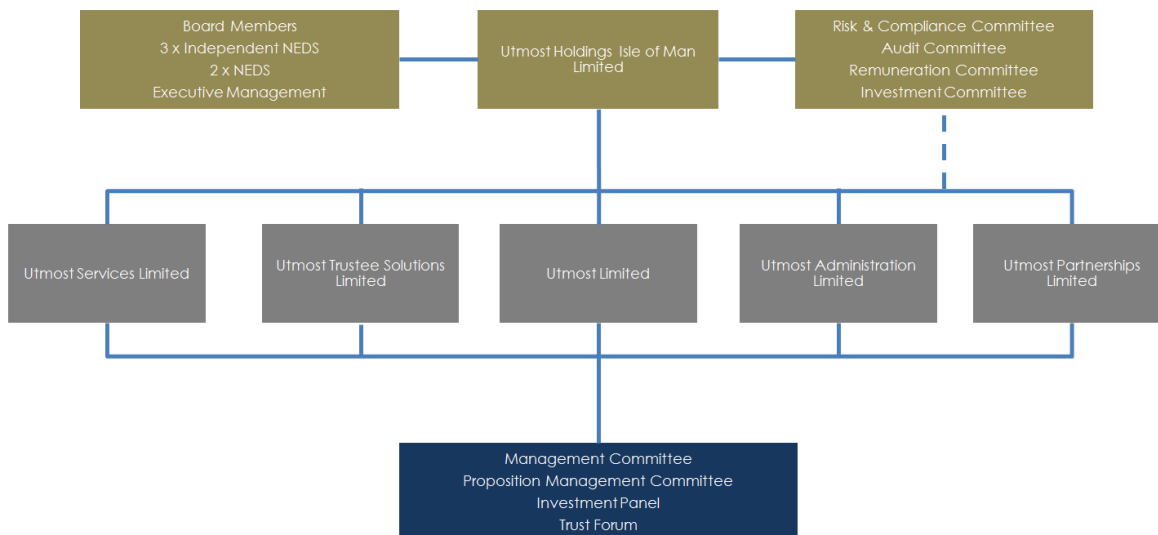 Board Members
3 x Independent NEDS
2 x NEDS
Executive Management
Utmost Holdings Isle of Man
Limited
Risk & Compliance Committee
Audit Committee
Remuneration Committee
Investment Committee
Utmost Services Limited
Utmost Trustee Solutions
Limited
Utmost Limited
Utmost Administration
Limited
Utmost Partnerships
Limited
Management Committee
Proposition Management Committee
Investment Panel
Trust Forum